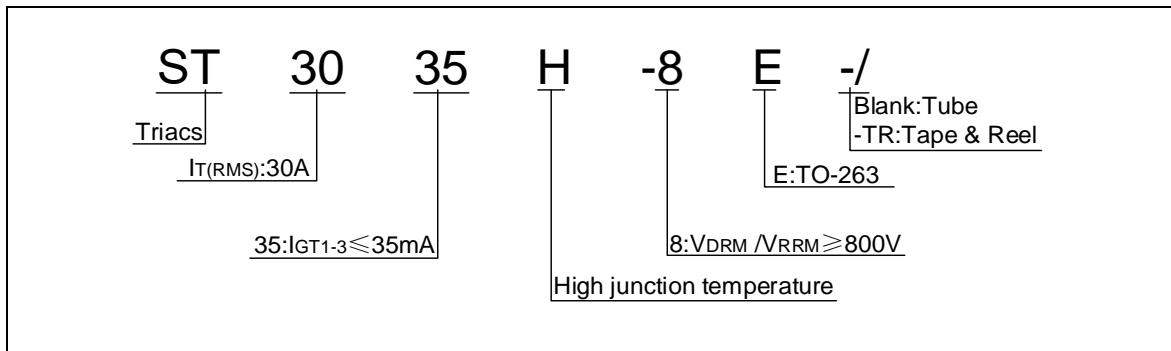 ST 30 35 H -8 E -/
Blank:Tube
Triacs
-TR:Tape & Reel
IT(RMS):30A
E:TO-263
35:IGT1-3≤35mA
8:VDRM /VRRM≥800V
High junction temperature